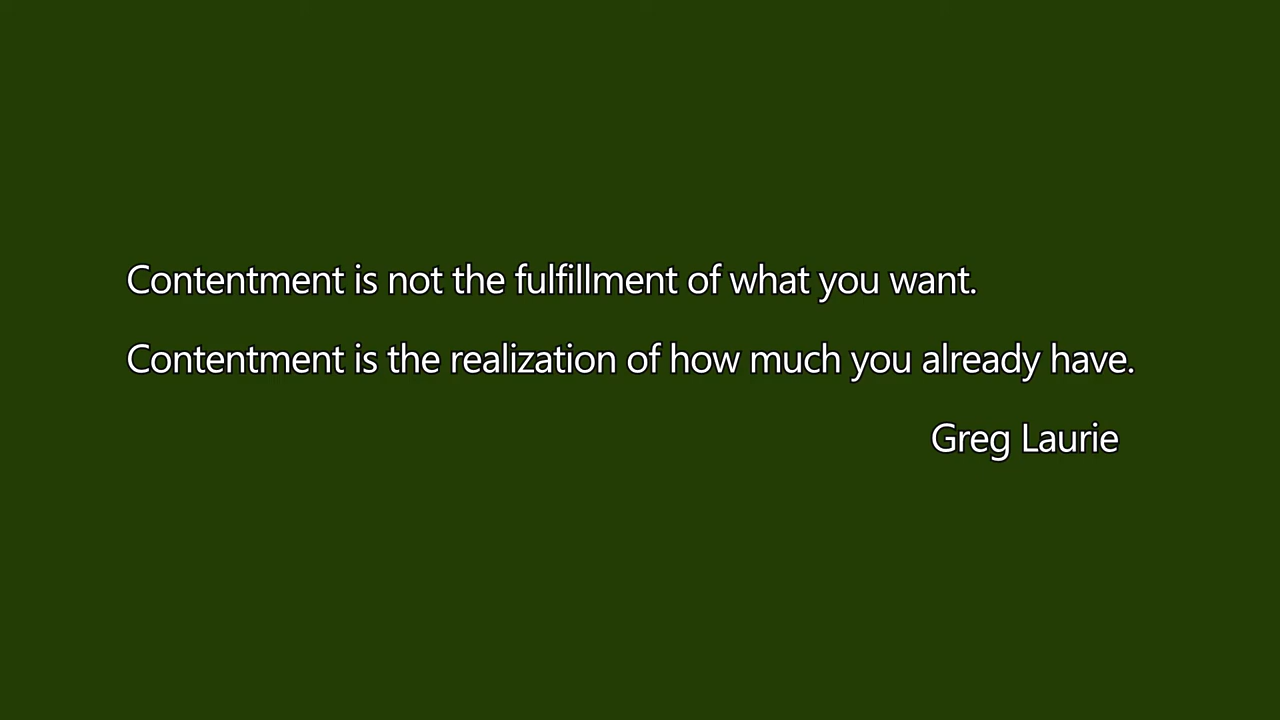 Contentment is not the fulfillment of what you want.
Contentment is the realization of how much you already have.
Greg Laurie